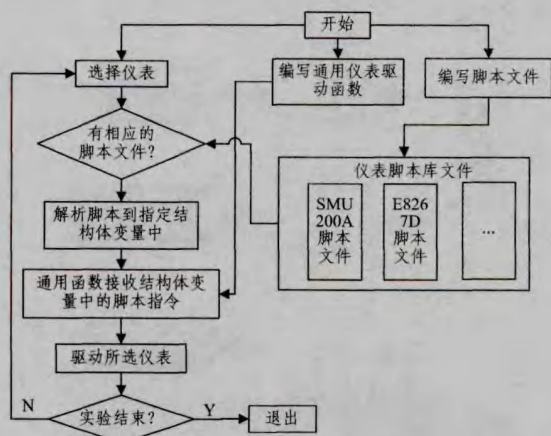 开始
选择仪表
编写通用仪表驱
动函数
编写脚本文件
有相应的
脚本文件?
仪表脚本库文件
SMU
200A
脚本
文件
E826
7D
脚本
文件
...
解析脚本到指定结
构体变量中
通用函数接收结构体变
量中的脚本指令
驱动所选仪表
N
实验结束?
Y
退出